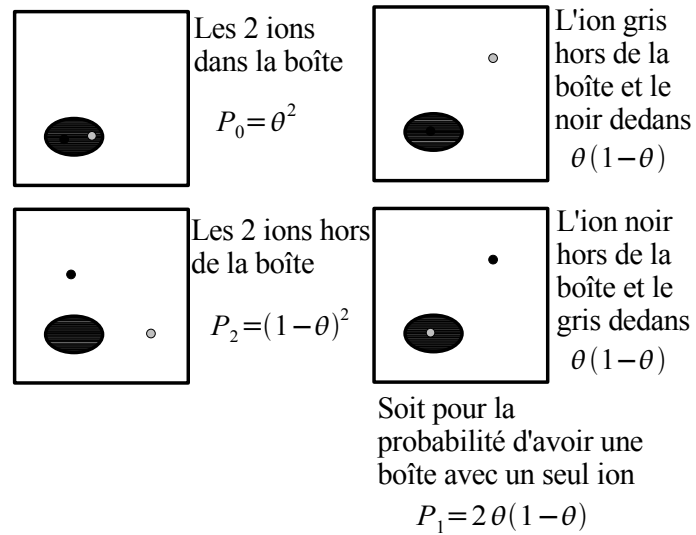 Les 2 ions
dans la boîte
P₀=θ²
L'ion gris
hors de la
boîte et le
noir dedans
θ(1−θ)
Les 2 ions hors
de la boîte
P₂=(1−θ)²
L'ion noir
hors de la
boîte et le
gris dedans
θ(1−θ)
Soit pour la
probabilité d'avoir une
boîte avec un seul ion
P₁=2θ(1−θ)